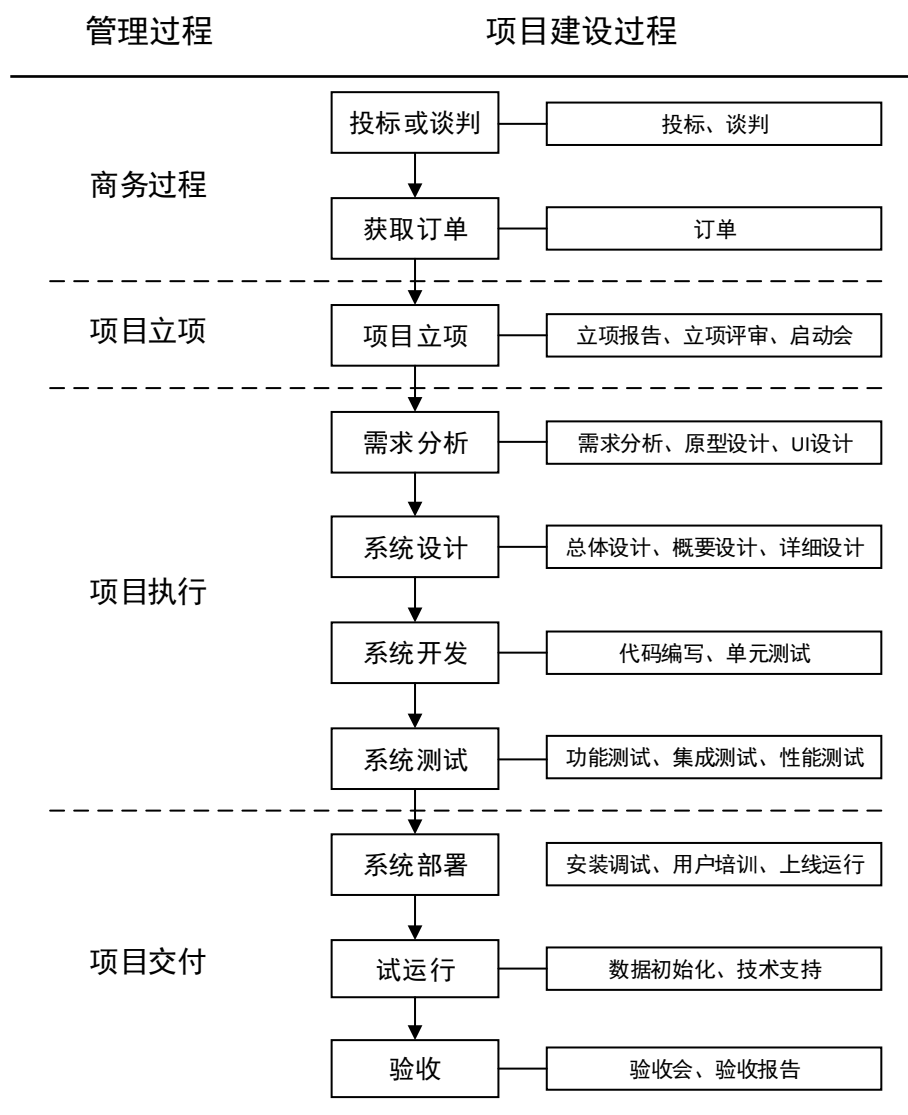 管理过程 项目建设过程
投标或谈判 投标、谈判
商务过程
获取订单 订单
项目立项 项目立项 立项报告、立项评审、启动会
需求分析 需求分析、原型设计、UI设计
系统设计 总体设计、概要设计、详细设计
项目执行
系统开发 代码编写、单元测试
系统测试 功能测试、集成测试、性能测试
系统部署 安装调试、用户培训、上线运行
项目交付
试运行 数据初始化、技术支持
验收 验收会、验收报告